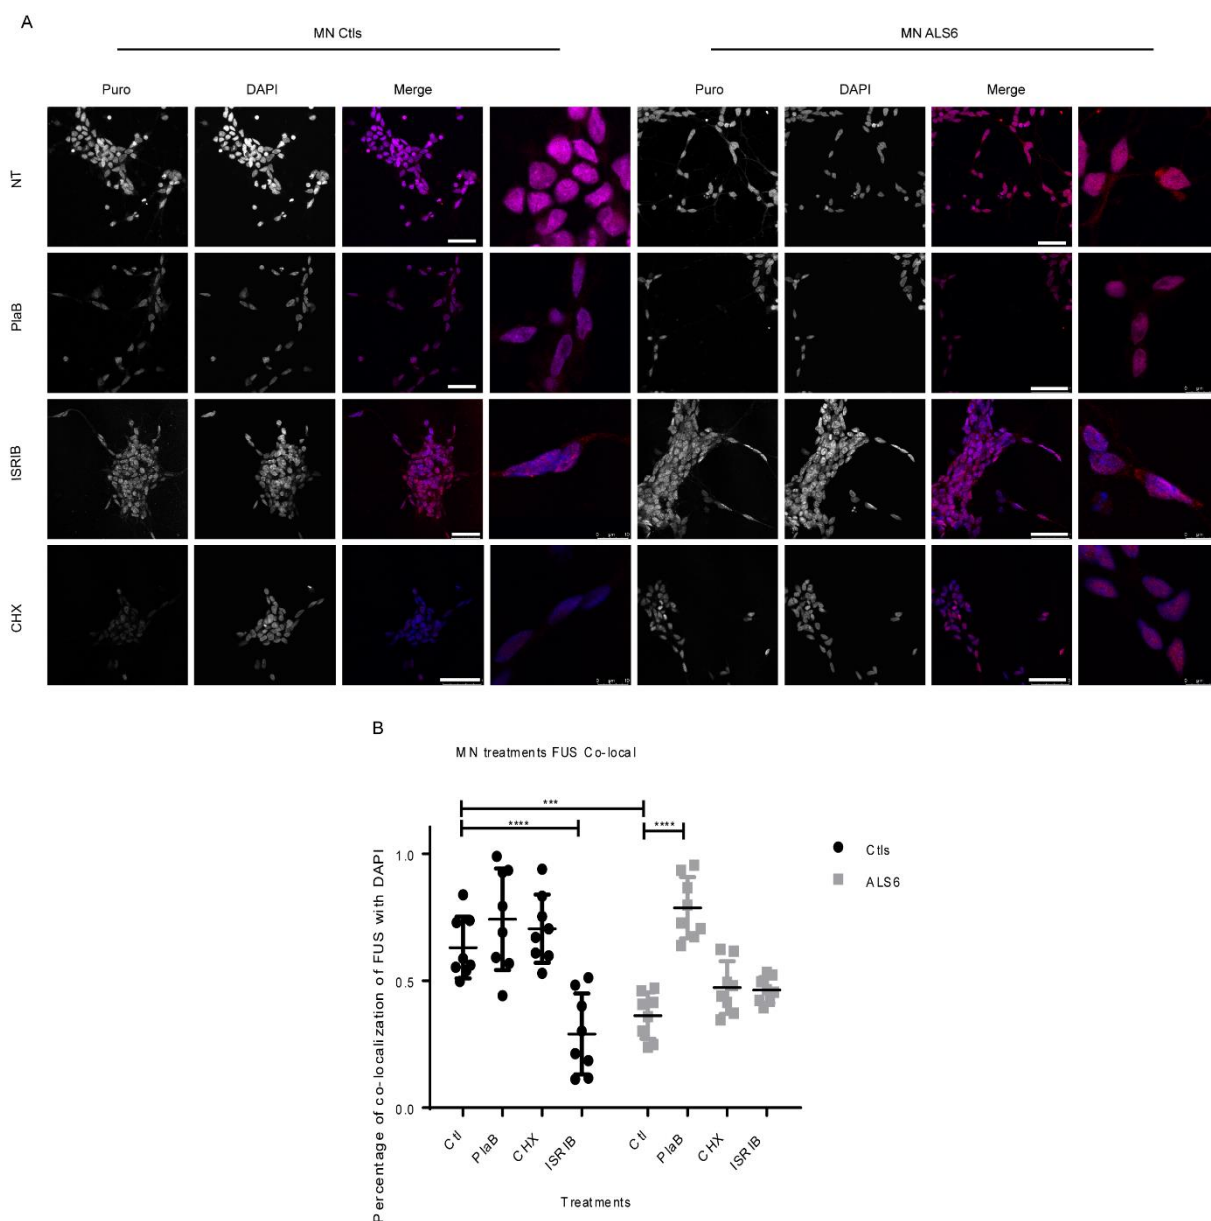 A
MN Ctls
MN ALS6
Puro
DAPI
Merge
Puro
DAPI
Merge
NT
PlaB
ISRIB
CHX
B
MN treatments FUS Co-local
***
****
****
Percentage of co-localization of FUS with DAPI
1.0
0.5
0.0
Ctls
ALS6
Ctl
PlaB
CHX
ISRIB
Ctl
PlaB
CHX
ISRIB
Treatments